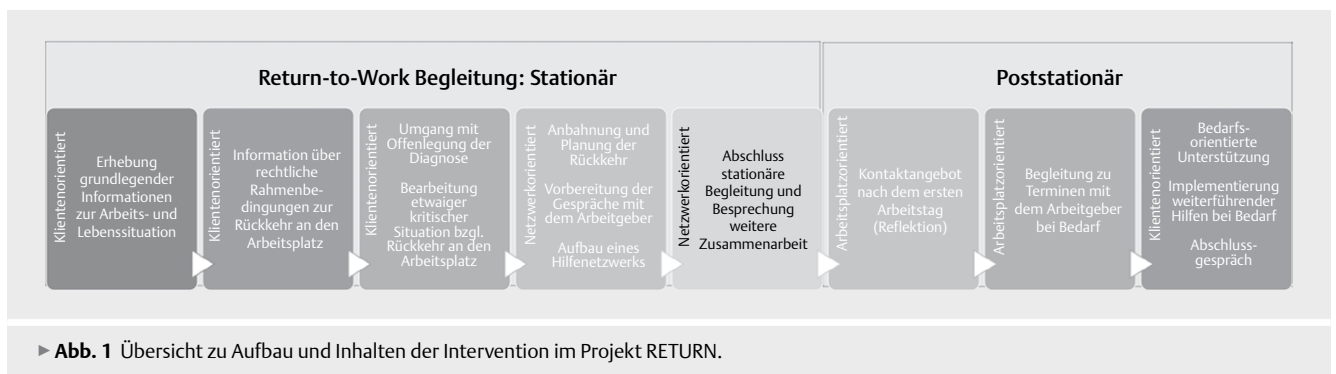 Return-to-Work Begleitung: Stationär
Poststationär
Klientenorientiert
Erhebung
grundlegender
Informationen
zur Arbeits- und
Lebenssituation
Klientenorientiert
Information über
rechtliche
Rahmenbe-
dingungen zur
Rückkehr an den
Arbeitsplatz
Klientenorientiert
Umgang mit
Offenlegung der
Diagnose
Bearbeitung
etwaiger
kritischer
Situation bzgl.
Rückkehr an den
Arbeitsplatz
Netzwerkorientiert
Anbahnung und
Planung der
Rückkehr
Vorbereitung der
Gespräche mit
dem Arbeitgeber
Aufbau eines
Hilfenetzwerks
Netzwerkorientiert
Abschluss
stationäre
Begleitung und
Besprechung
weitere
Zusammenarbeit
Arbeitsplatzorientiert
Kontaktangebot
nach dem ersten
Arbeitstag
(Reflektion)
Arbeitsplatzorientiert
Begleitung zu
Terminen mit
dem Arbeitgeber
bei Bedarf
Klientenorientiert
Bedarfs-
orientierte
Unterstützung
Implementierung
weiterführender
Hilfen bei Bedarf
Abschluss-
gespräch
▶ Abb. 1 Übersicht zu Aufbau und Inhalten der Intervention im Projekt RETURN.